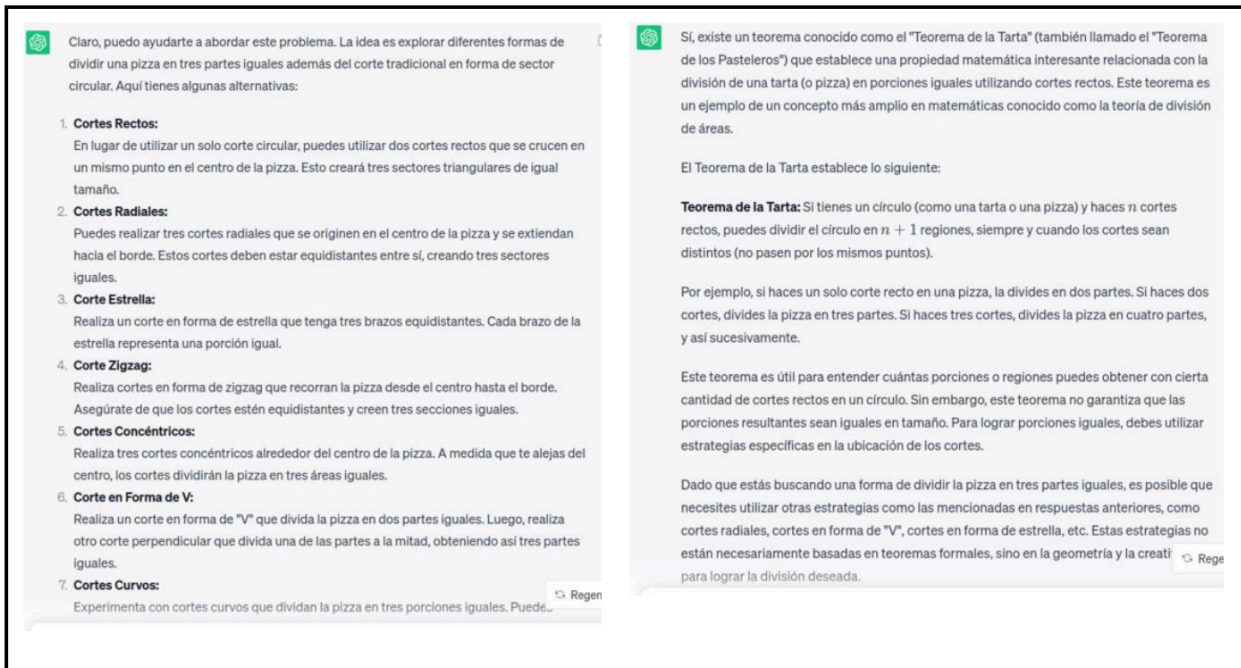 Claro, puedo ayudarte a abordar este problema. La idea es explorar diferentes formas de
dividir una pizza en tres partes iguales además del corte tradicional en forma de sector
circular. Aquí tienes algunas alternativas:
1. Cortes Rectos:
En lugar de utilizar un solo corte circular, puedes utilizar dos cortes rectos que se crucen en
un mismo punto en el centro de la pizza. Esto creará tres sectores triangulares de igual
tamaño.
2. Cortes Radiales:
Puedes realizar tres cortes radiales que se originen en el centro de la pizza y se extiendan
hacia el borde. Estos cortes deben estar equidistantes entre sí, creando tres sectores
iguales.
3. Corte Estrella:
Realiza un corte en forma de estrella que tenga tres brazos equidistantes. Cada brazo de la
estrella representa una porción igual.
4. Corte Zigzag:
Realiza cortes en forma de zigzag que recorran la pizza desde el centro hasta el borde.
Asegúrate de que los cortes estén equidistantes y creen tres secciones iguales.
5. Cortes Concéntricos:
Realiza tres cortes concéntricos alrededor del centro de la pizza. A medida que te alejas del
centro, los cortes dividirán la pizza en tres áreas iguales.
6. Corte en Forma de V:
Realiza un corte en forma de "V" que divida la pizza en dos partes iguales. Luego, realiza
otro corte perpendicular que divida una de las partes a la mitad, obteniendo así tres partes
iguales.
7. Cortes Curvos:
Experimenta con cortes curvos que dividan la pizza en tres porciones iguales.
Regen
Sí, existe un teorema conocido como el "Teorema de la Tarta" (también llamado el "Teorema
de los Pasteleros") que establece una propiedad matemática interesante relacionada con la
división de una tarta (o pizza) en porciones iguales utilizando cortes rectos. Este teorema es
un ejemplo de un concepto más amplio en matemáticas conocido como la teoría de división
de áreas.
El Teorema de la Tarta establece lo siguiente:
Teorema de la Tarta: Si tienes un círculo (como una tarta o una pizza) y haces n cortes
rectos, puedes dividir el círculo en n + 1 regiones, siempre y cuando los cortes sean
distintos (no pasen por los mismos puntos).
Por ejemplo, si haces un solo corte recto en una pizza, la divides en dos partes. Si haces dos
cortes, divides la pizza en tres partes. Si haces tres cortes, divides la pizza en cuatro partes,
y así sucesivamente.
Este teorema es útil para entender cuántas porciones o regiones puedes obtener con cierta
cantidad de cortes rectos en un círculo. Sin embargo, este teorema no garantiza que las
porciones resultantes sean iguales en tamaño. Para lograr porciones iguales, debes utilizar
estrategias específicas en la ubicación de los cortes.
Dado que estás buscando una forma de dividir la pizza en tres partes iguales, es posible que
necesites utilizar otras estrategias como las mencionadas en respuestas anteriores, como
cortes radiales, cortes en forma de "V", cortes en forma de estrella, etc. Estas estrategias no
están necesariamente basadas en teoremas formales, sino en la geometría y la creati
Rege
para lograr la división deseada.